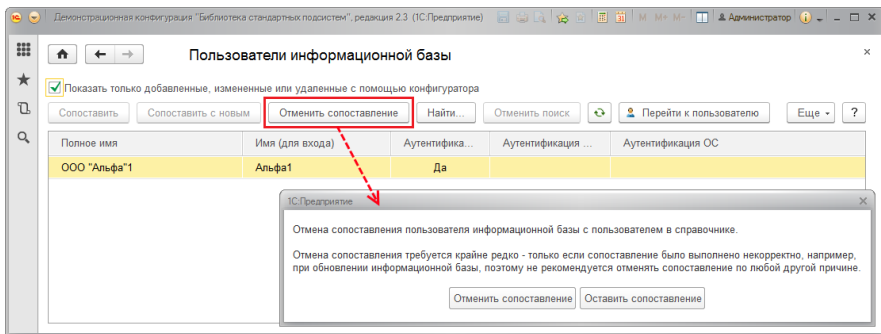 Демонстрационная конфигурация "Библиотека стандартных подсистем", редакция 2.3 (1С:Предприятие) M M+ M- Администратор
Пользователи информационной базы
Показать только добавленные, измененные или удаленные с помощью конфигуратора
Сопоставить Сопоставить с новым Отменить сопоставление Найти... Отменить поиск Перейти к пользователю Еще ?
Полное имя Имя (для входа) Аутентифика... Аутентификация ... Аутентификация ОС
ООО "Альфа"1 Альфа1 Да
1С:Предприятие
Отмена сопоставления пользователя информационной базы с пользователем в справочнике.
Отмена сопоставления требуется крайне редко - только если сопоставление было выполнено некорректно, например,
при обновлении информационной базы, поэтому не рекомендуется отменять сопоставление по любой другой причине.
Отменить сопоставление Оставить сопоставление